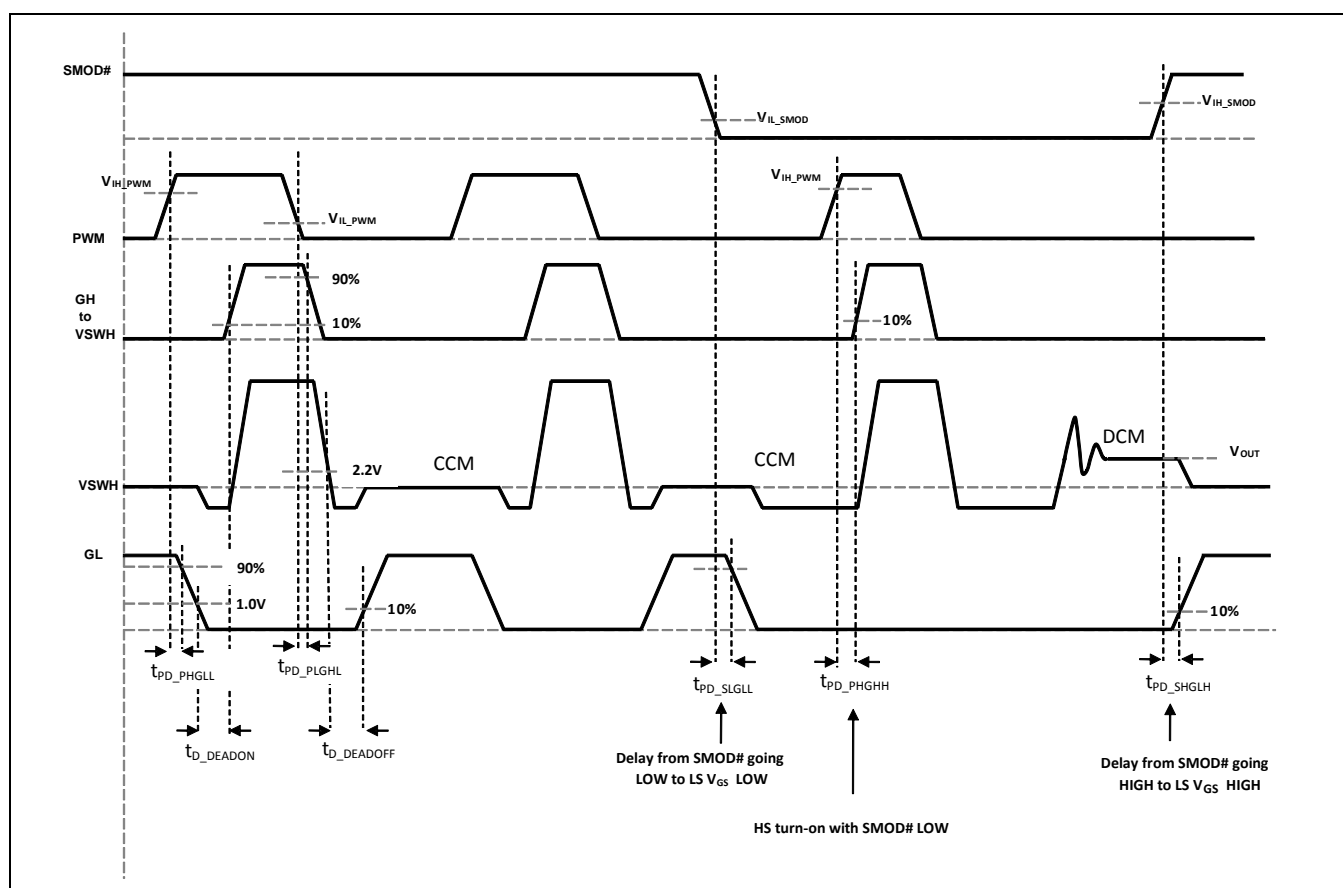 SMOD#
V_IL_SMOD
V_IH_SMOD
V_IH_PWM
V_IL_PWM
V_IH_PWM
PWM
GH
to
VSWH
90%
10%
10%
2.2V
CCM
CCM
DCM
V_OUT
VSWH
GL
90%
1.0V
10%
10%
t_PD_PHGLL
t_PD_PLGHL
t_PD_SLGLL
t_PD_PHGHH
t_PD_SHGLH
t_D_DEADON
t_D_DEADOFF
Delay from SMOD# going
LOW to LS V_GS LOW
Delay from SMOD# going
HIGH to LS V_GS HIGH
HS turn-on with SMOD# LOW